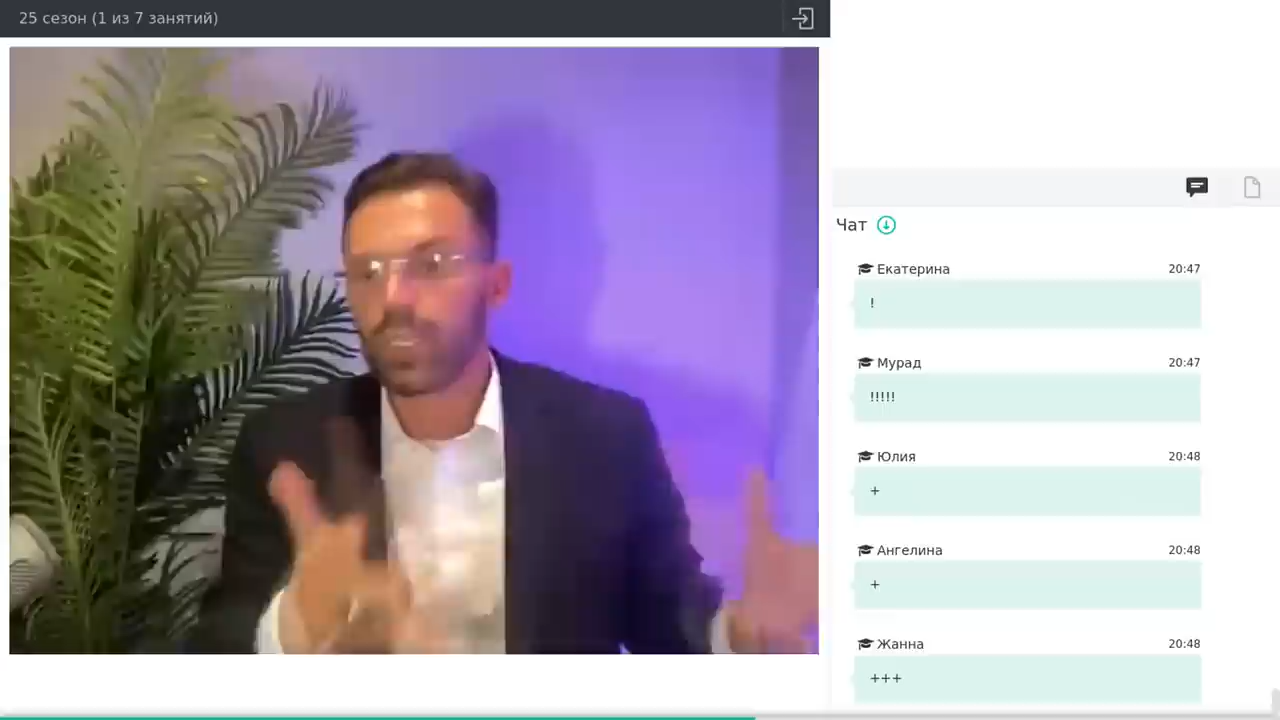 25 сезон (1 из 7 занятий)
Чат
Екатерина 20:47
!
Мурад 20:47
!!!!!
Юлия 20:48
+
Ангелина 20:48
+
Жанна 20:48
+++